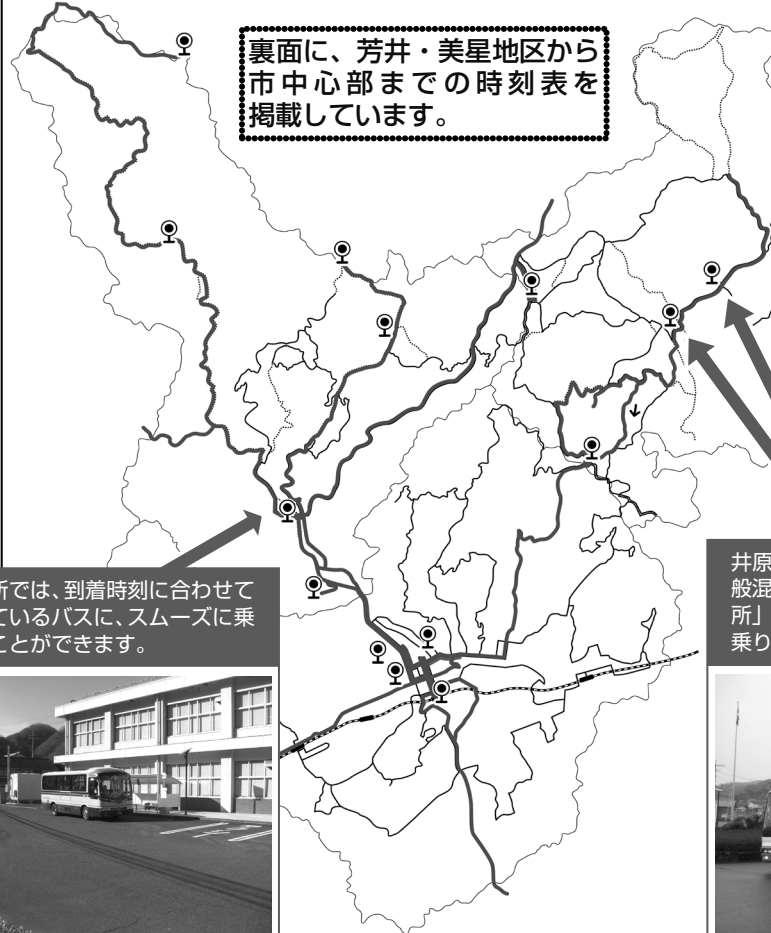 裏面に、芳井・美星地区から
市中心部までの時刻表を
掲載しています。
所では、到着時刻に合わせて
ているバスに、スムーズに乗
ことができます。
井原
般混
所」
乗り